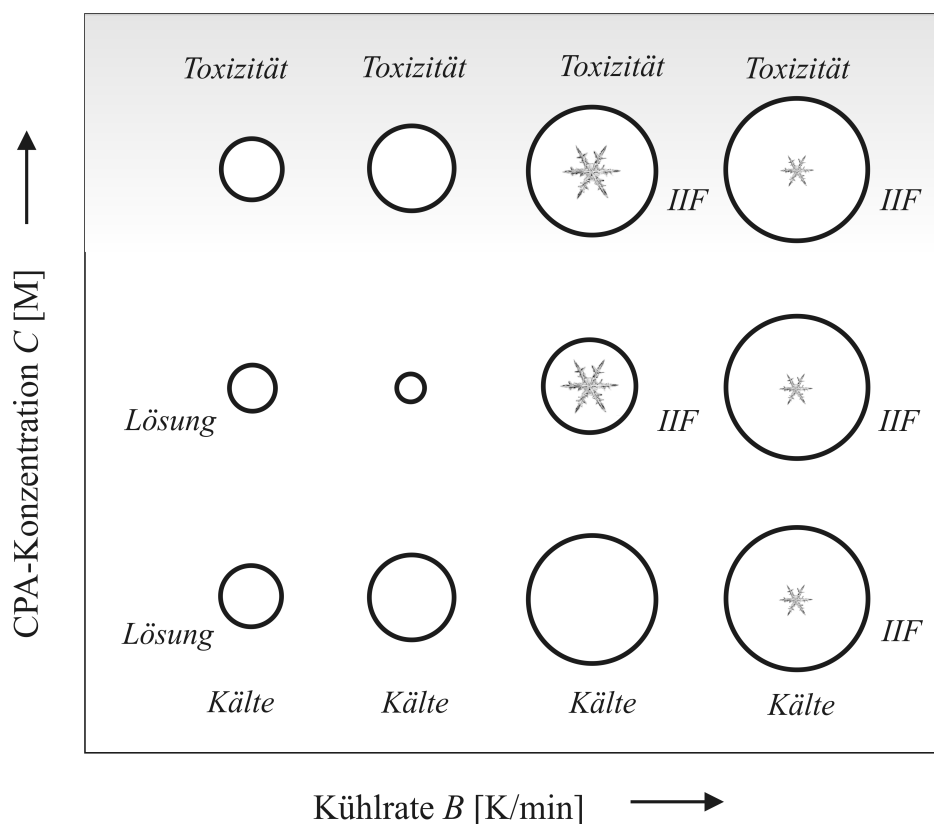 Toxizität Toxizität Toxizität Toxizität
IIF IIF
CPA-Konzentration C [M]
Lösung IIF IIF
Lösung IIF
Kälte Kälte Kälte Kälte
Kühlrate B [K/min]